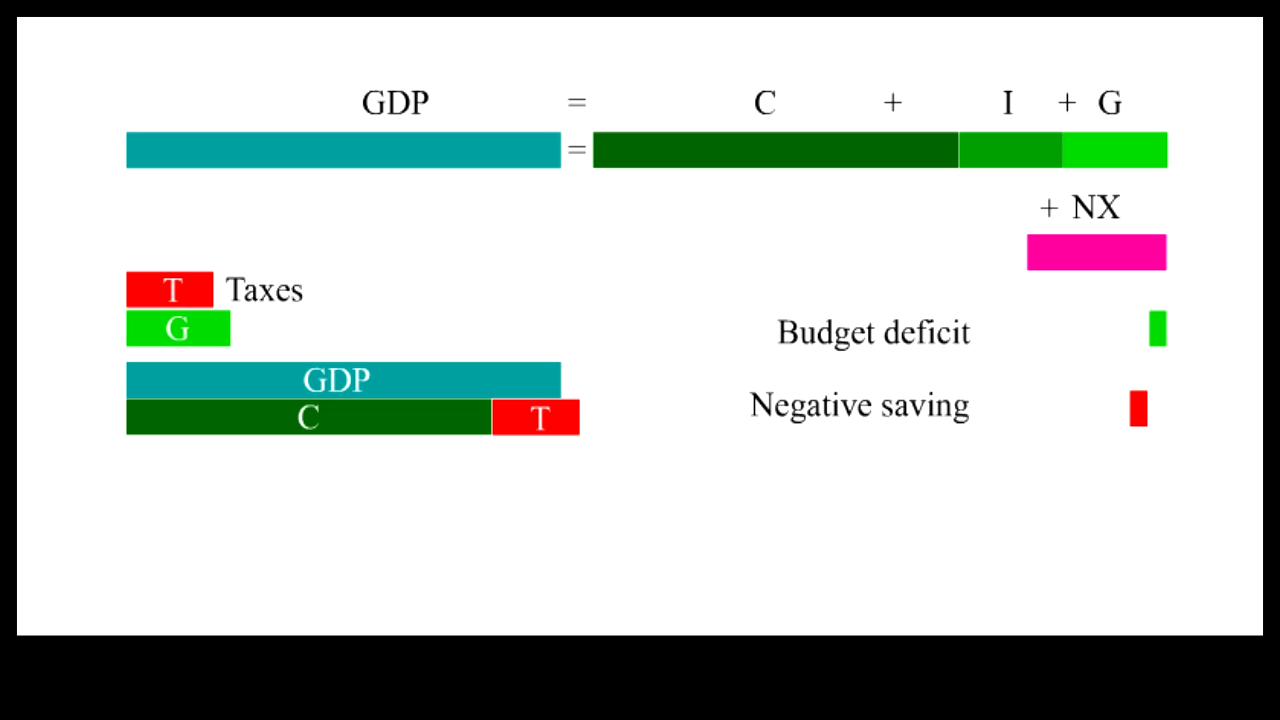 GDP = C + I + G
=
+ NX
T Taxes
G
Budget deficit
GDP
C T
Negative saving